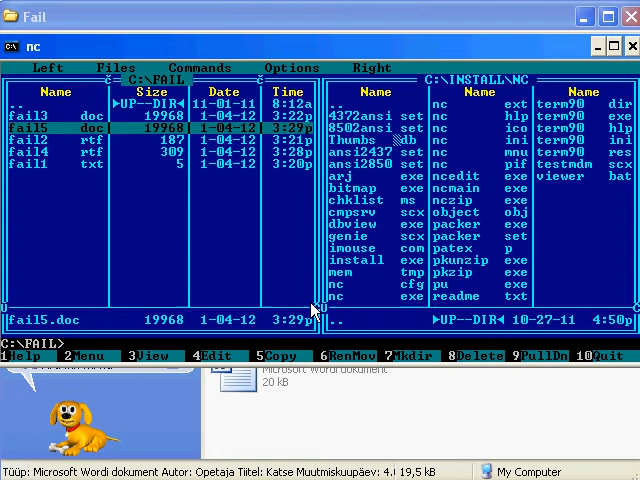 Fail
nc
Left Files Commands Options Right
C:\FAIL
C:\INSTALL\NC
Name Size Date Time Name Name Name
.. ►UP--DIR◄ 11-01-11 8:12a .. nc ext term90 dir
fail3 doc 19968 1-04-12 3:22p 4372ansi set nc hlp term90 exe
fail5 doc 19968 1-04-12 3:29p 8502ansi set nc ico term90 hlp
fail2 rtf 187 1-04-12 3:21p Thumbs ▒db nc ini term90 ini
fail4 rtf 309 1-04-12 3:28p ansi2437 set nc mnu term90 res
fail1 txt 5 1-04-12 3:20p ansi2850 set nc pif testmdm scx
arj exe ncedit exe viewer bat
bitmap exe ncmain exe
chklist ms nczip exe
cmpsrv scx object obj
dbview exe packer exe
genie scx packer set
imouse com patex p
install exe pkunzip exe
mem tmp pkzip exe
nc cfg pu exe
nc exe readme txt
fail5.doc 19968 1-04-12 3:29p .. ►UP--DIR◄ 10-27-11 4:50p
C:\FAIL>
1Help 2Menu 3View 4Edit 5Copy 6RenMov 7Mkdir 8Delete 9PullDn 10Quit
Microsoft Wordi dokument
20 kB
Tüüp: Microsoft Wordi dokument Autor: Opetaja Tiitel: Katse Muutmiskuupäev: 4.( 19,5 kB My Computer